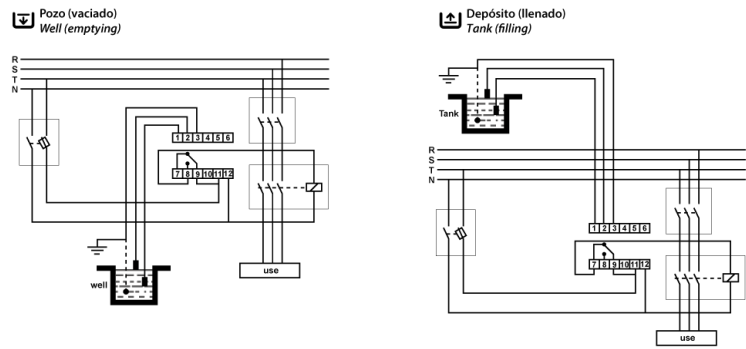 Pozo (vaciado)
Well (emptying)
R
S
T
N
1 2 3 4 5 6
7 8 9 10 11 12
well
use
Depósito (llenado)
Tank (filling)
Tank
R
S
T
N
1 2 3 4 5 6
7 8 9 10 11 12
use